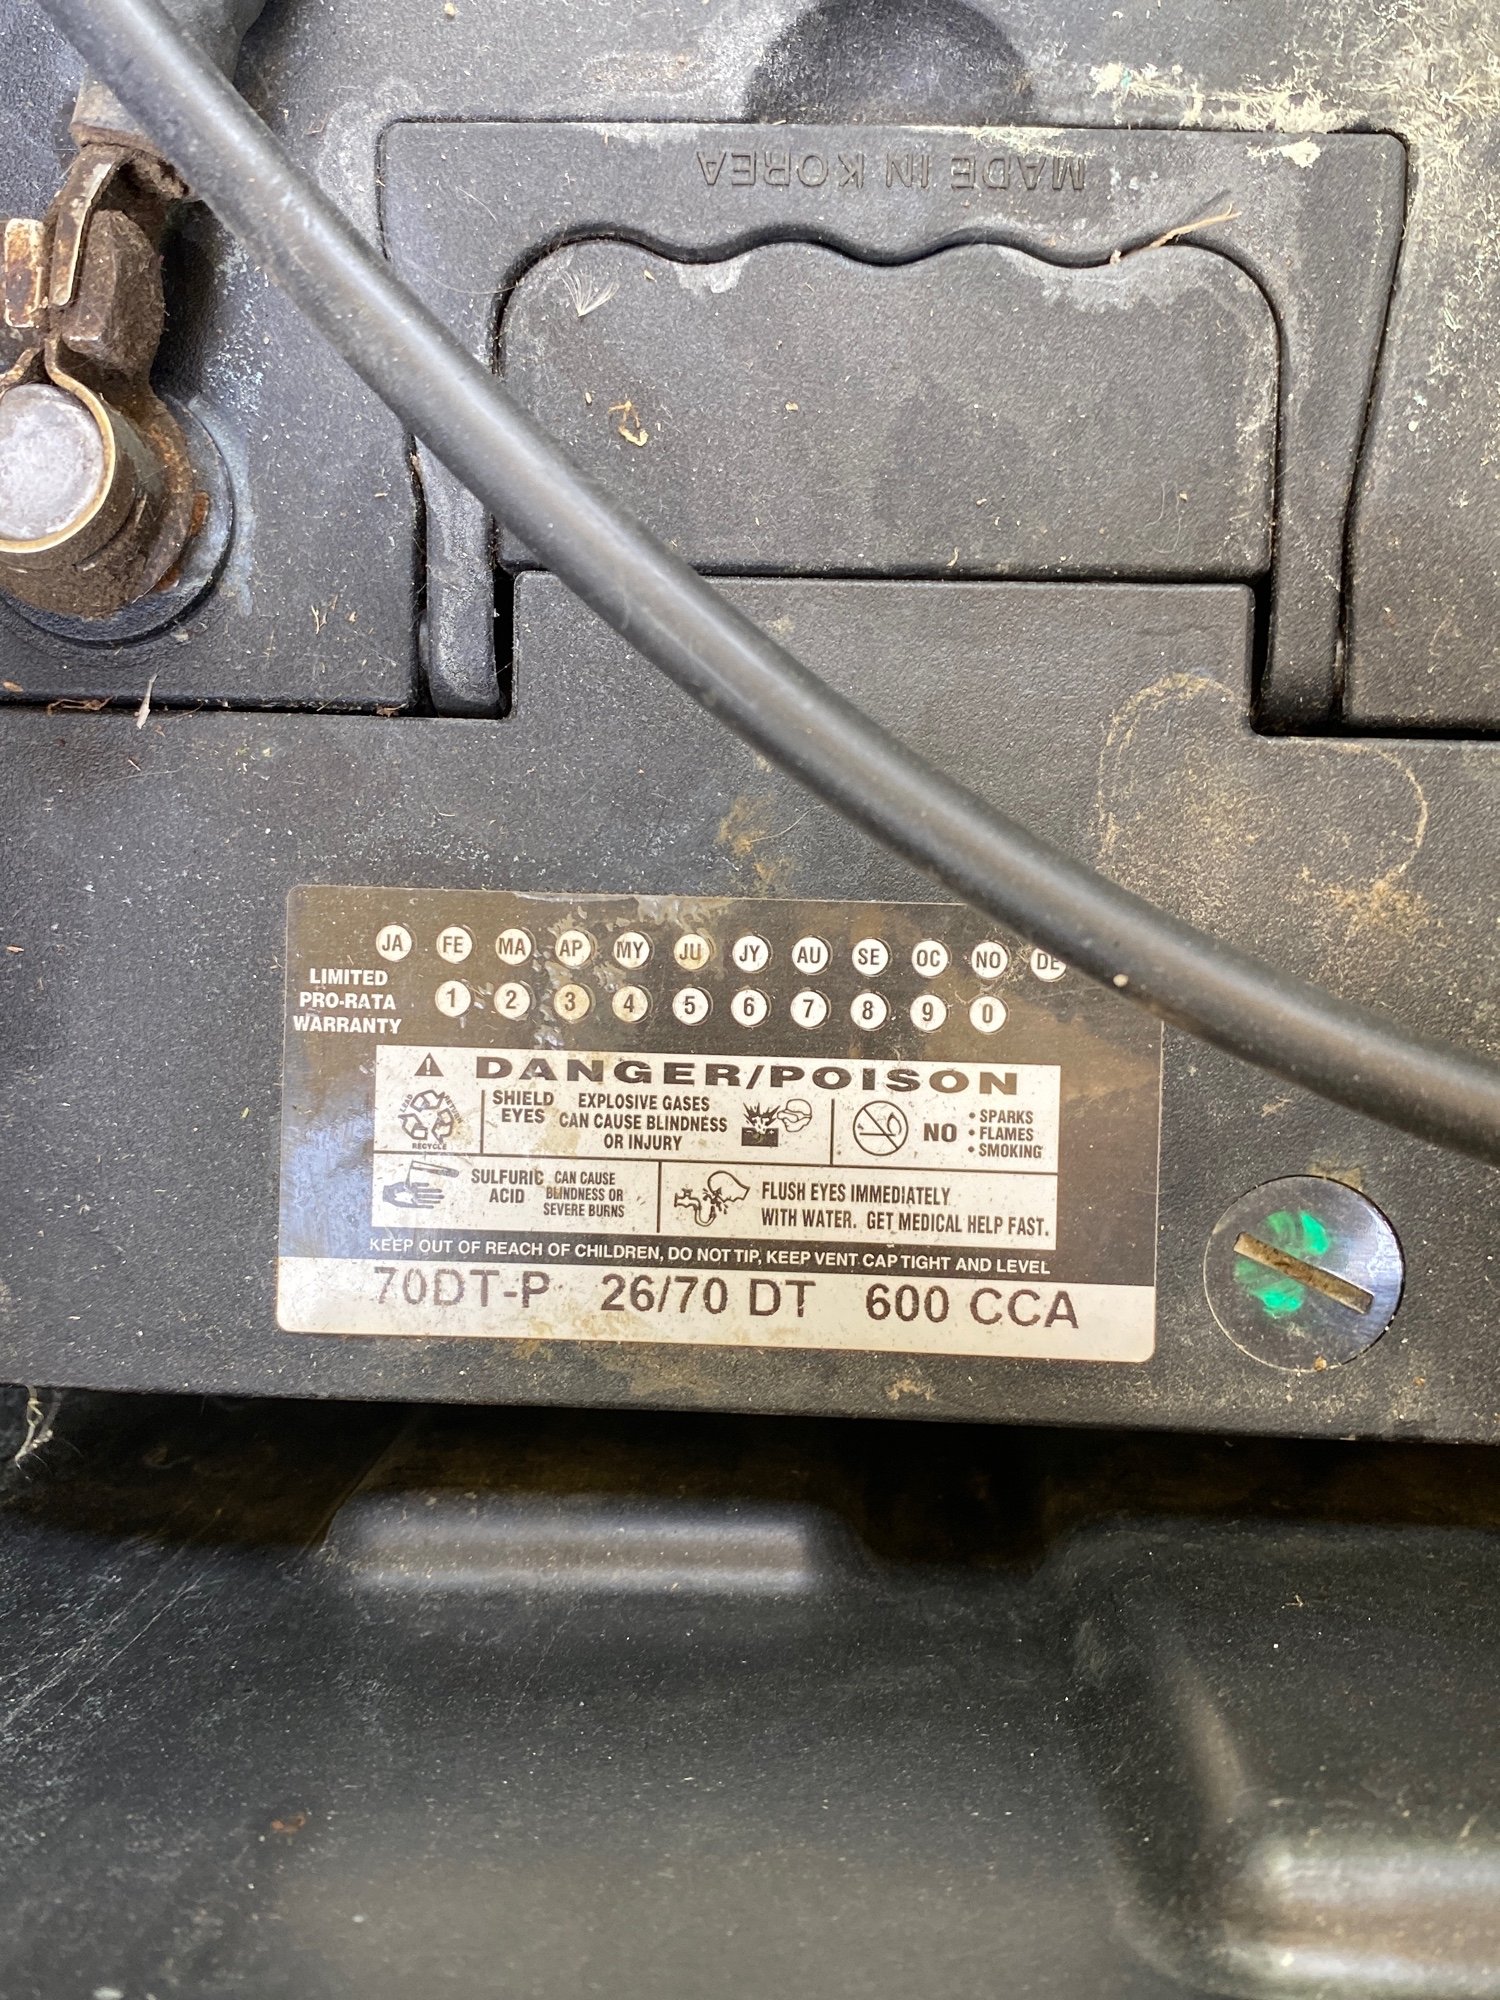 MADE IN KOREA
JA FE MA AP MY JU JY AU SE OC NO DE
LIMITED
PRO-RATA
WARRANTY
1 2 3 4 5 6 7 8 9 0
DANGER/POISON
LEAD RETURN RECYCLE
SHIELD
EYES
EXPLOSIVE GASES
CAN CAUSE BLINDNESS
OR INJURY
NO
• SPARKS
• FLAMES
• SMOKING
SULFURIC
ACID
CAN CAUSE
BLINDNESS OR
SEVERE BURNS
FLUSH EYES IMMEDIATELY
WITH WATER. GET MEDICAL HELP FAST.
KEEP OUT OF REACH OF CHILDREN, DO NOT TIP, KEEP VENT CAP TIGHT AND LEVEL
70DT-P 26/70 DT 600 CCA